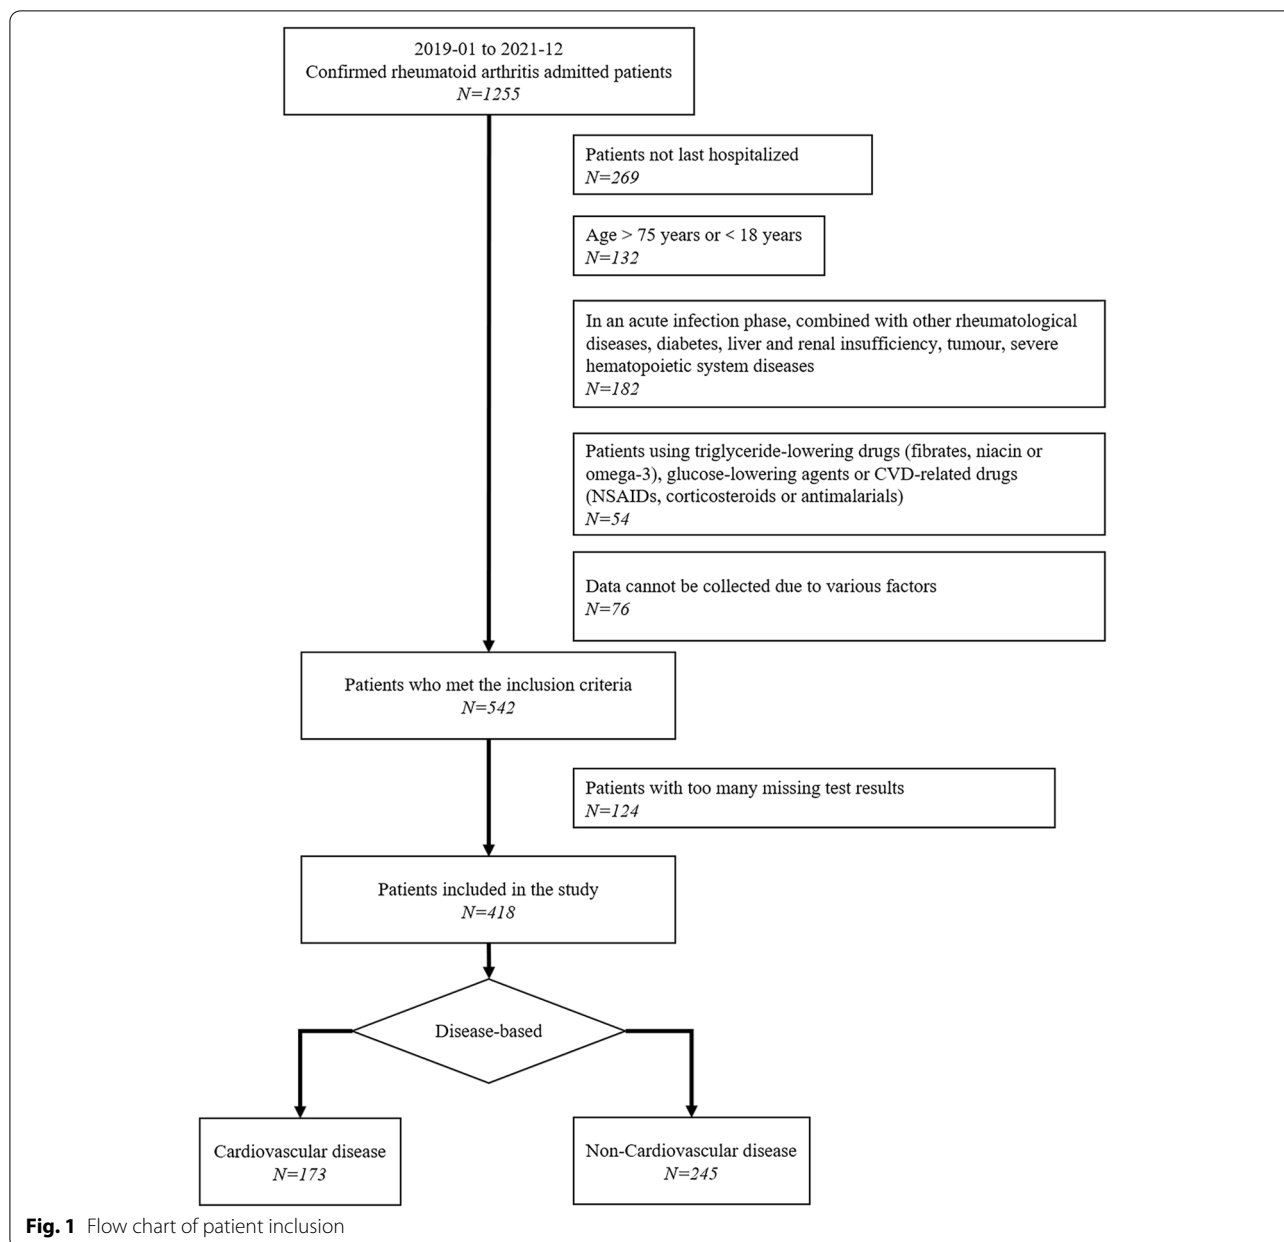 2019-01 to 2021-12
Confirmed rheumatoid arthritis admitted patients
N=1255
Patients not last hospitalized
N=269
Age > 75 years or < 18 years
N=132
In an acute infection phase, combined with other rheumatological
diseases, diabetes, liver and renal insufficiency, tumour, severe
hematopoietic system diseases
N=182
Patients using triglyceride-lowering drugs (fibrates, niacin or
omega-3), glucose-lowering agents or CVD-related drugs
(NSAIDs, corticosteroids or antimalarials)
N=54
Data cannot be collected due to various factors
N=76
Patients who met the inclusion criteria
N=542
Patients with too many missing test results
N=124
Patients included in the study
N=418
Disease-based
Cardiovascular disease
N=173
Non-Cardiovascular disease
N=245
Fig. 1 Flow chart of patient inclusion